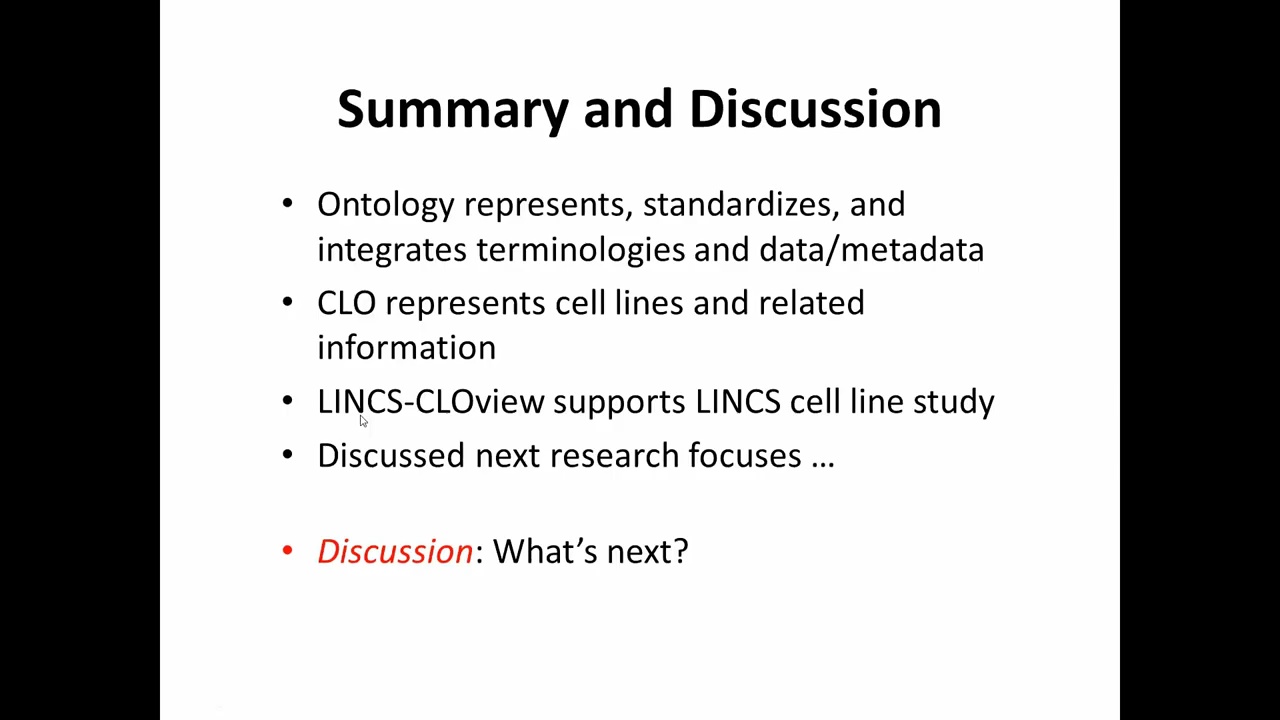 Summary and Discussion
• Ontology represents, standardizes, and
integrates terminologies and data/metadata
• CLO represents cell lines and related
information
• LINCS-CLOview supports LINCS cell line study
• Discussed next research focuses ...
• Discussion: What’s next?